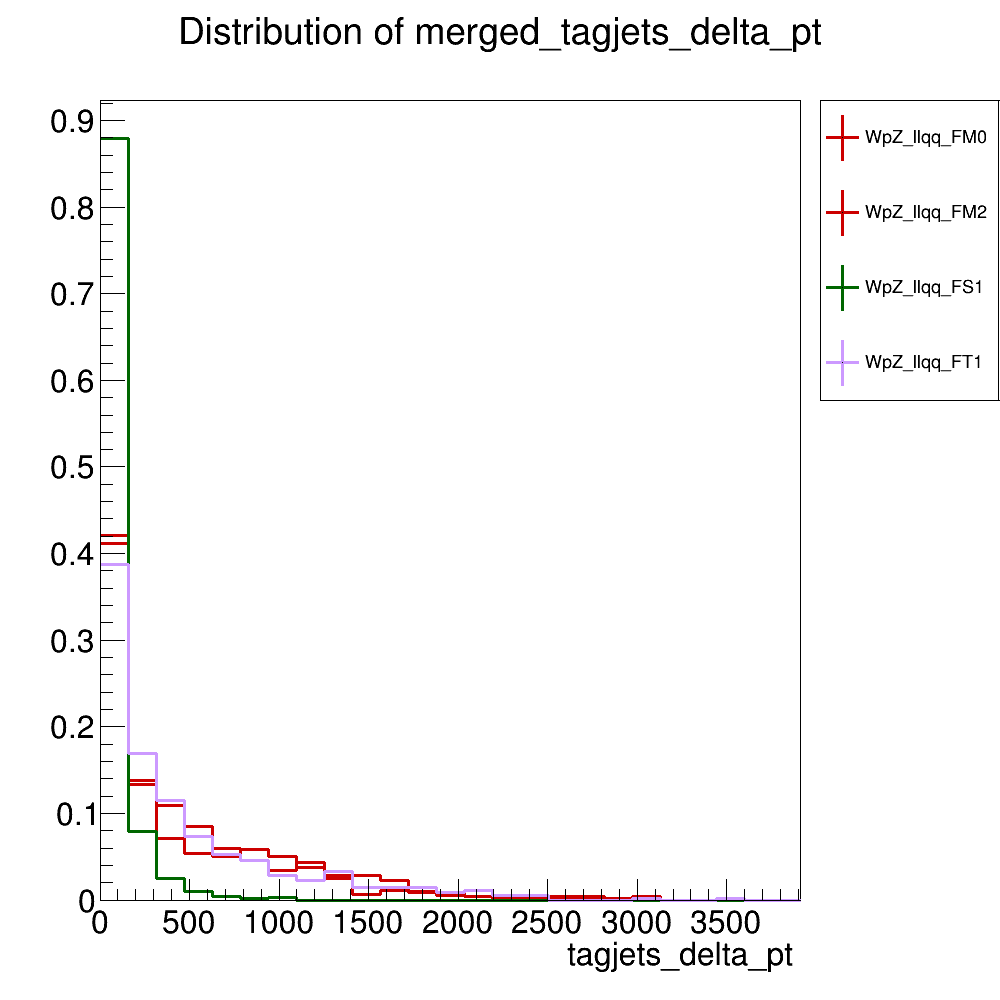 Distribution of merged_tagjets_delta_pt
0.9
0.8
0.7
0.6
0.5
0.4
0.3
0.2
0.1
0
0 500 1000 1500 2000 2500 3000 3500
tagjets_delta_pt
WpZ_llqq_FM0
WpZ_llqq_FM2
WpZ_llqq_FS1
WpZ_llqq_FT1